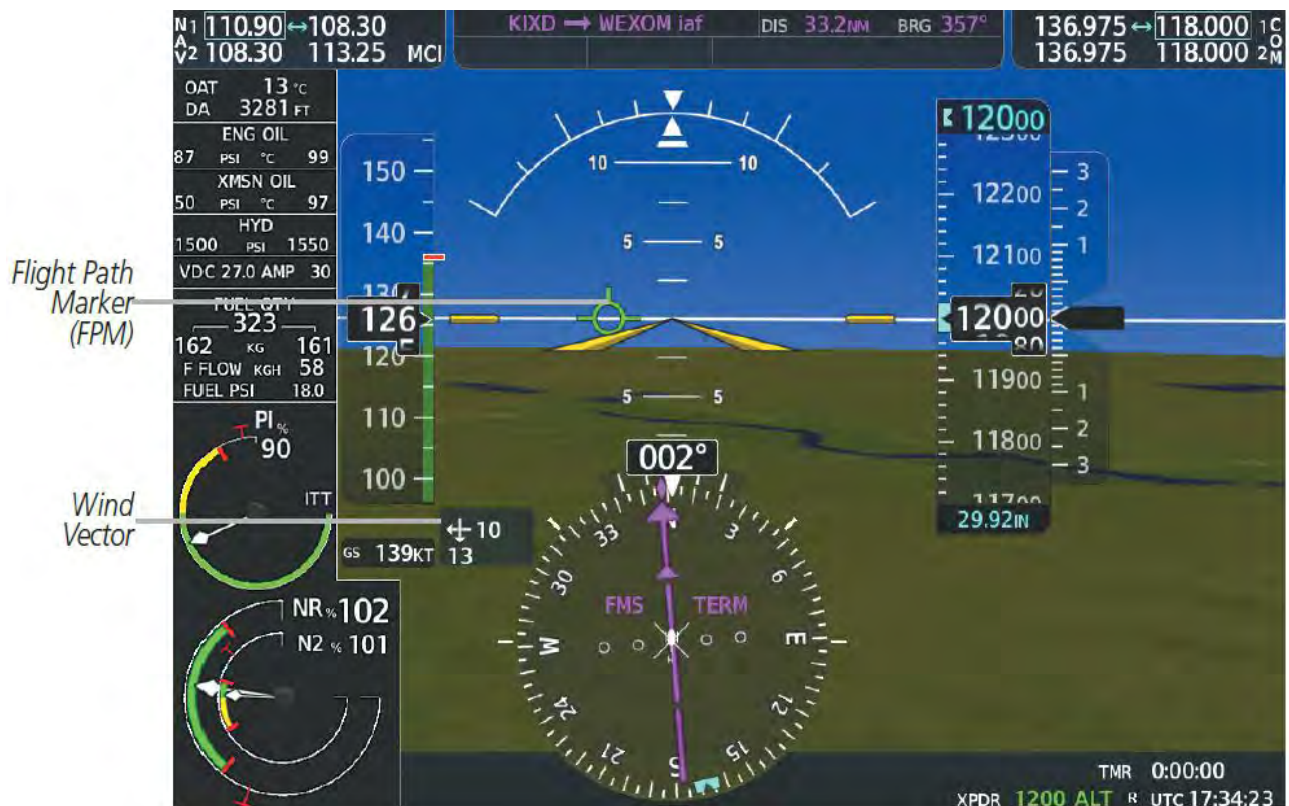 N 1 110.90 ↔ 108.30
A
V2 108.30 113.25 MCI
KIXD → WEXOM iaf DIS 33.2NM BRG 357°
136.975 ↔ 118.000 1 C
O
136.975 118.000 2 M
OAT 13 °C
DA 3281 FT
ENG OIL
87 PSI °C 99
XMSN OIL
50 PSI °C 97
HYD
1500 PSI 1550
VDC 27.0 AMP 30
FUEL QTY
323
162 KG 161
F FLOW KGH 58
FUEL PSI 18.0
PI %
90
ITT
NR % 102
N2 % 101
Flight Path
Marker
(FPM)
Wind
Vector
150
140
126
120
110
100
GS 139KT
10
13
10 10
5 5
5 5
12000
12300
12200
12100
12000
20
80
11900
11800
11700
29.92IN
3
2
1
1
2
3
002°
3
6
E
12
15
S
21
24
W
30
33
FMS TERM
TMR 0:00:00
XPDR 1200 ALT R UTC 17:34:23